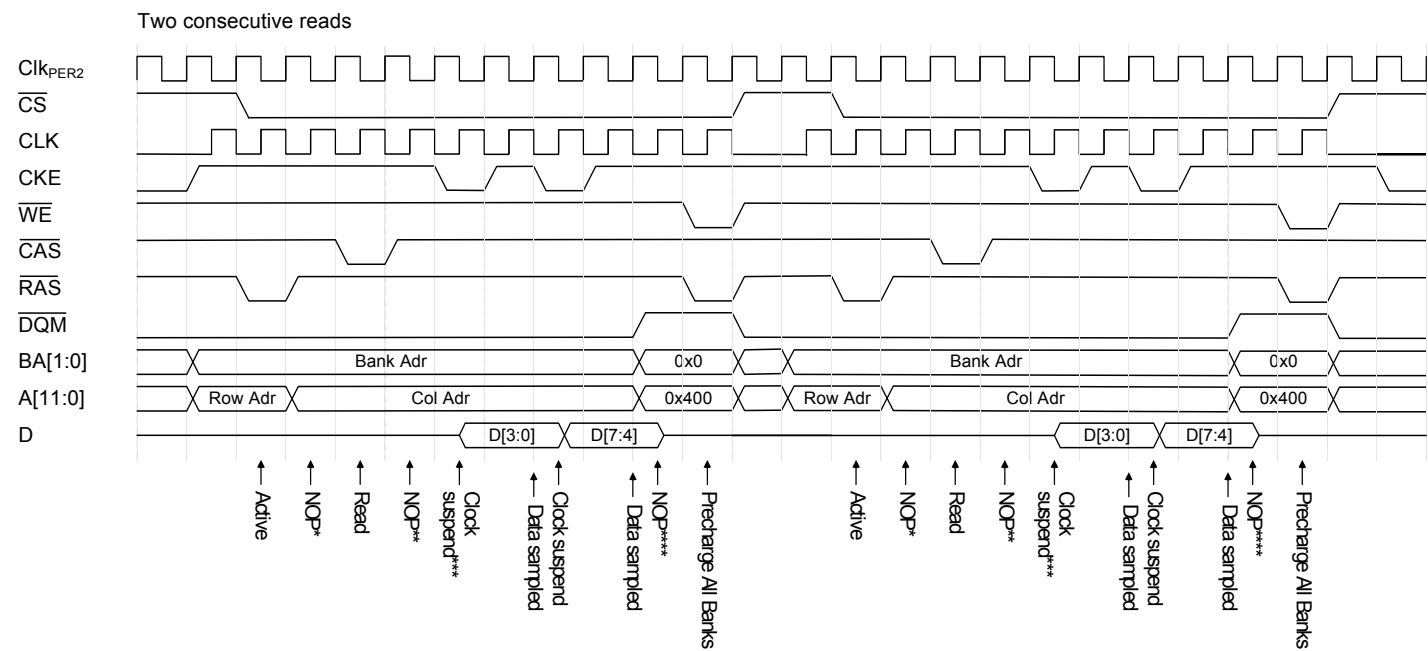 Two consecutive reads
ClkPER2
CS
CLK
CKE
WE
CAS
RAS
DQM
BA[1:0] Bank Adr 0x0 Bank Adr 0x0
A[11:0] Row Adr Col Adr 0x400 Row Adr Col Adr 0x400
D D[3:0] D[7:4] D[3:0] D[7:4]
Active
NOP*
Read
NOP**
Clock
suspend***
Data sampled
Clock suspend
Data sampled
NOP****
Precharge All Banks
Active
NOP*
Read
NOP**
Clock
suspend***
Data sampled
Clock suspend
Data sampled
NOP****
Precharge All Banks